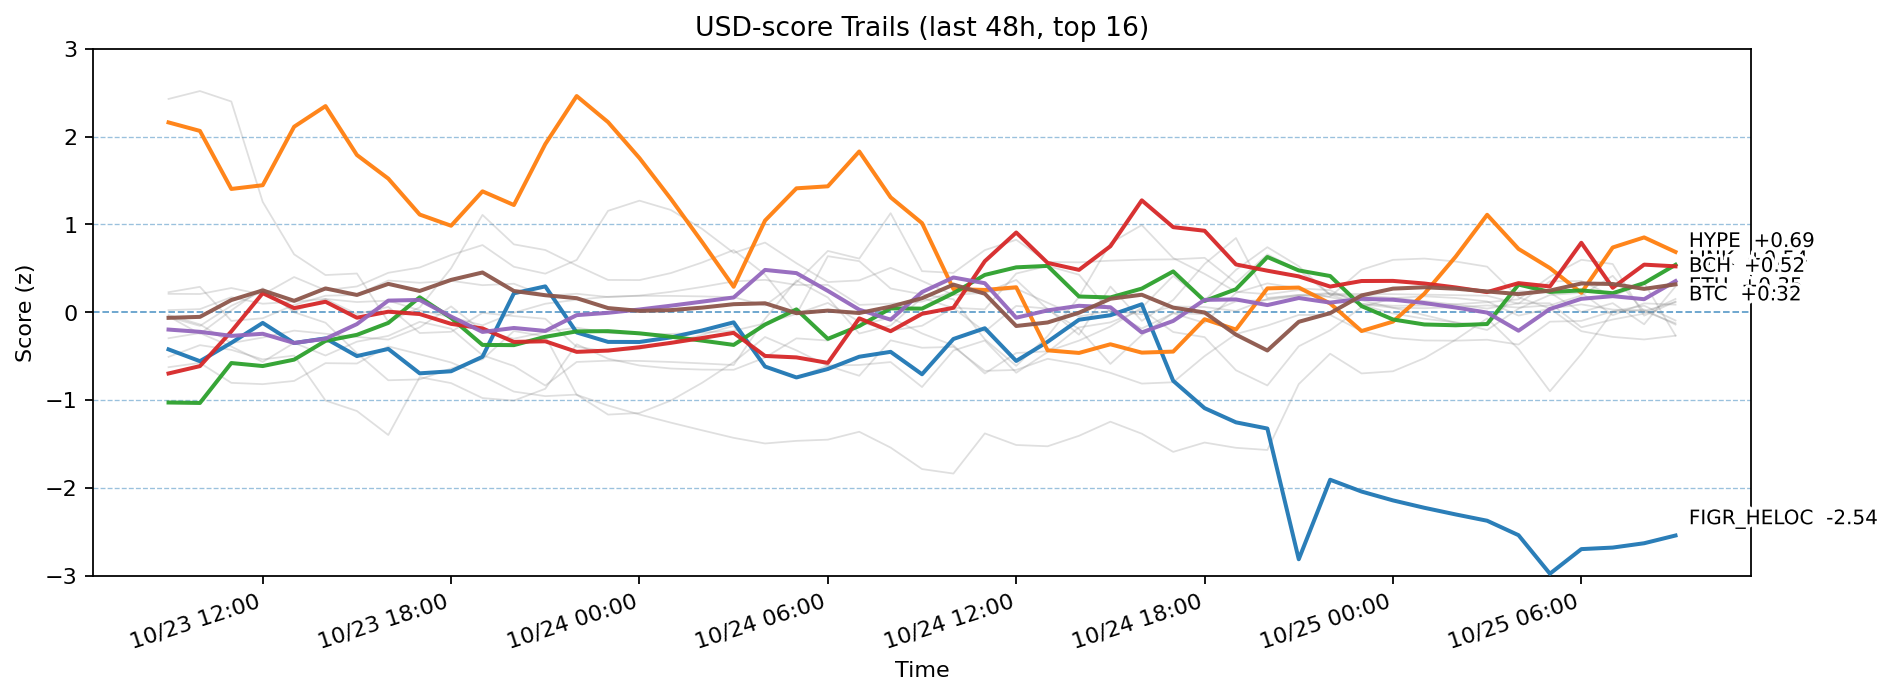 USD-score Trails (last 48h, top 16)
Score (z)
3
2
1
0
−1
−2
−3
HYPE +0.69
BCH +0.52
BTC +0.32
FIGR_HELOC -2.54
10/23 12:00
10/23 18:00
10/24 00:00
10/24 06:00
10/24 12:00
10/24 18:00
10/25 00:00
10/25 06:00
Time